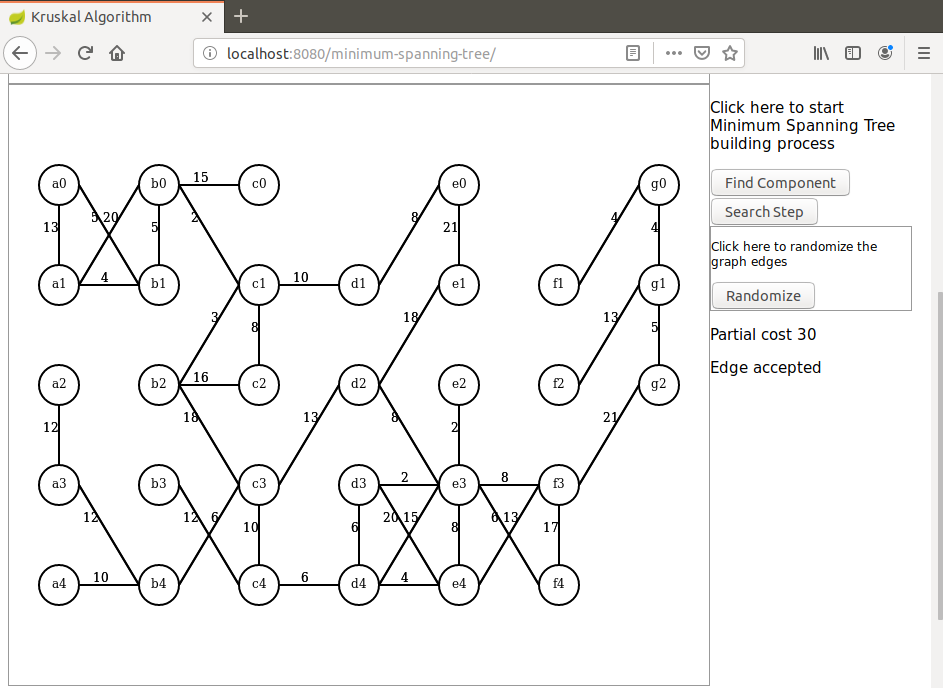 Kruskal Algorithm
localhost:8080/minimum-spanning-tree/
Click here to start
Minimum Spanning Tree
building process
Find Component
Search Step
Click here to randomize the
graph edges
Randomize
Partial cost 30
Edge accepted
a0 b0 15 c0 e0 g0
13 5 20 5 2 8 21 4 4
a1 4 b1 c1 10 d1 e1 f1 g1
3 8 18 13 5
a2 b2 16 c2 d2 e2 f2 g2
12 18 13 8 2 21
a3 b3 c3 d3 2 e3 8 f3
12 12 6 10 6 20 15 8 6 13 17
a4 10 b4 c4 6 d4 4 e4 f4